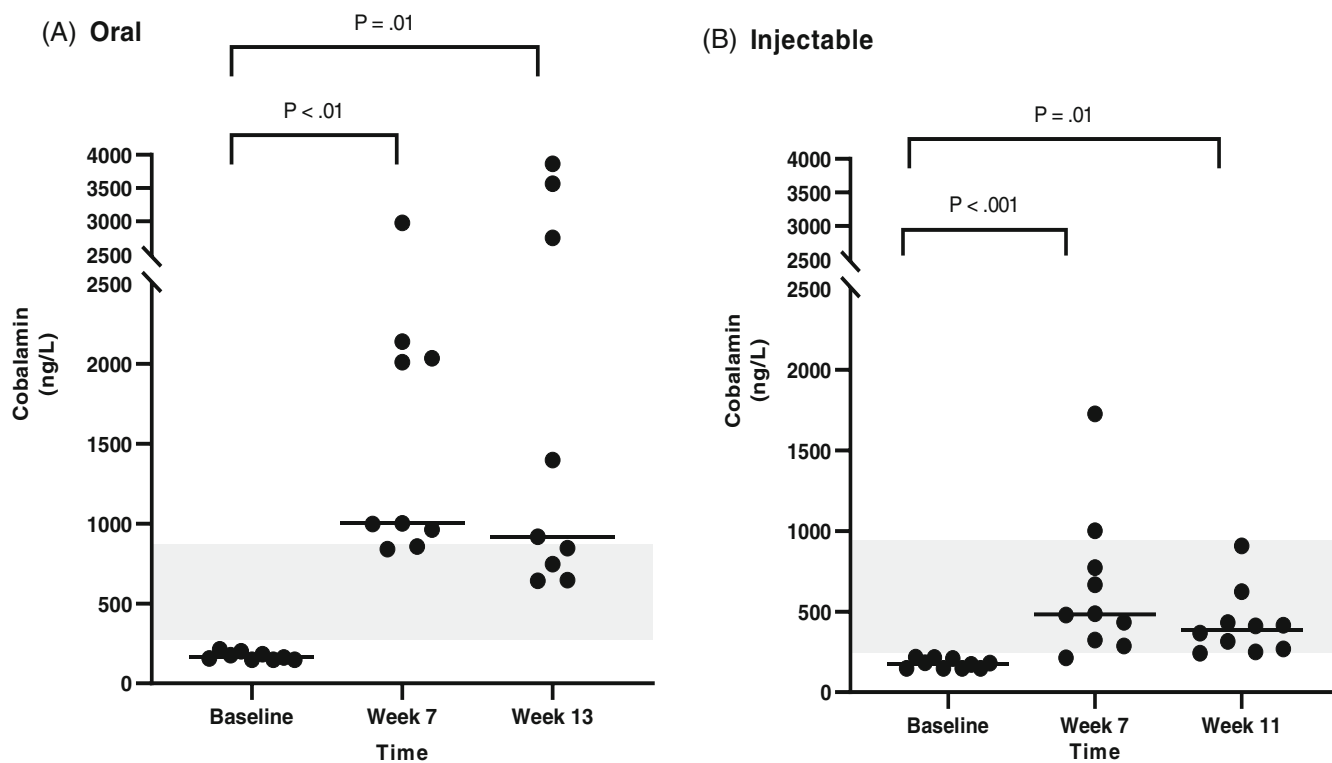 (A) Oral
P = .01
P < .01
4000
3500
3000
2500
2500
2000
1500
1000
500
0
Cobalamin
(ng/L)
Baseline
Week 7
Week 13
Time
(B) Injectable
P = .01
P < .001
4000
3500
3000
2500
2500
2000
1500
1000
500
0
Cobalamin
(ng/L)
Baseline
Week 7
Week 11
Time